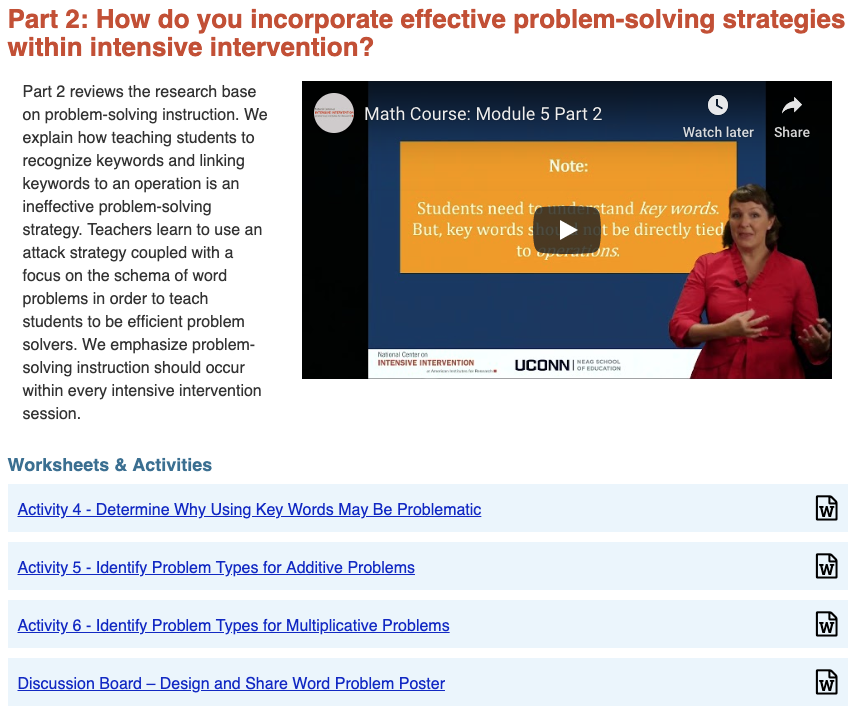 Part 2: How do you incorporate effective problem-solving strategies
within intensive intervention?
Part 2 reviews the research base
on problem-solving instruction. We
explain how teaching students to
recognize keywords and linking
keywords to an operation is an
ineffective problem-solving
strategy. Teachers learn to use an
attack strategy coupled with a
focus on the schema of word
problems in order to teach
students to be efficient problem
solvers. We emphasize problem-
solving instruction should occur
within every intensive intervention
session.
Math Course: Module 5 Part 2
Watch later
Share
Note:
Students need to understand key words.
But, key words should not be directly tied
to operations.
National Center on
INTENSIVE INTERVENTION
at American Institutes for Research
UCONN
NEAG SCHOOL
OF EDUCATION
Worksheets & Activities
Activity 4 - Determine Why Using Key Words May Be Problematic
Activity 5 - Identify Problem Types for Additive Problems
Activity 6 - Identify Problem Types for Multiplicative Problems
Discussion Board – Design and Share Word Problem Poster